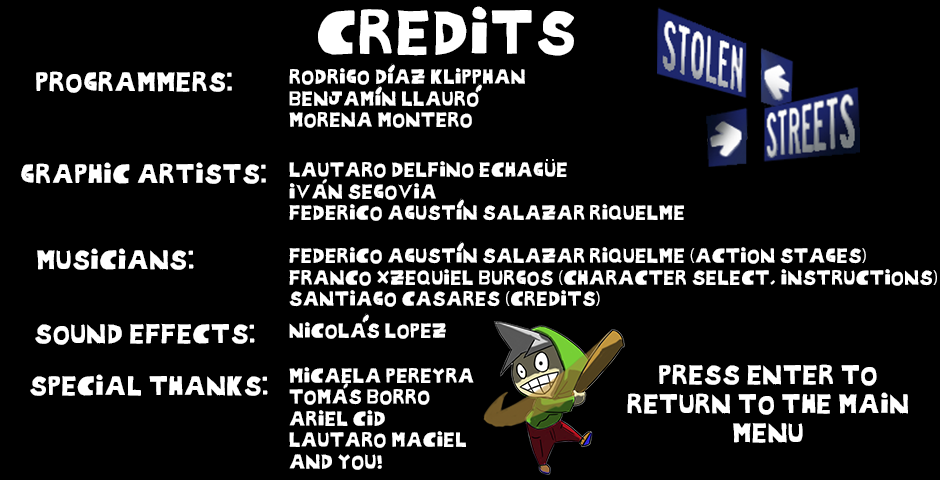 CREDITS
STOLEN
STREETS
PROGRAMMERS:
RODRIGO DÍAZ KLIPPHAN
BENJAMÍN LLAURÓ
MORENA MONTERO
GRAPHIC ARTISTS:
LAUTARO DELFINO ECHAGÜE
IVÁN SEGOVIA
FEDERICO AGUSTÍN SALAZAR RIQUELME
MUSICIANS:
FEDERICO AGUSTÍN SALAZAR RIQUELME (ACTION STAGES)
FRANCO XZEQUIEL BURGOS (CHARACTER SELECT, INSTRUCTIONS)
SANTIAGO CASARES (CREDITS)
SOUND EFFECTS:
NICOLÁS LOPEZ
SPECIAL THANKS:
MICAELA PEREYRA
TOMÁS BORRO
ARIEL CID
LAUTARO MACIEL
AND YOU!
PRESS ENTER TO
RETURN TO THE MAIN
MENU